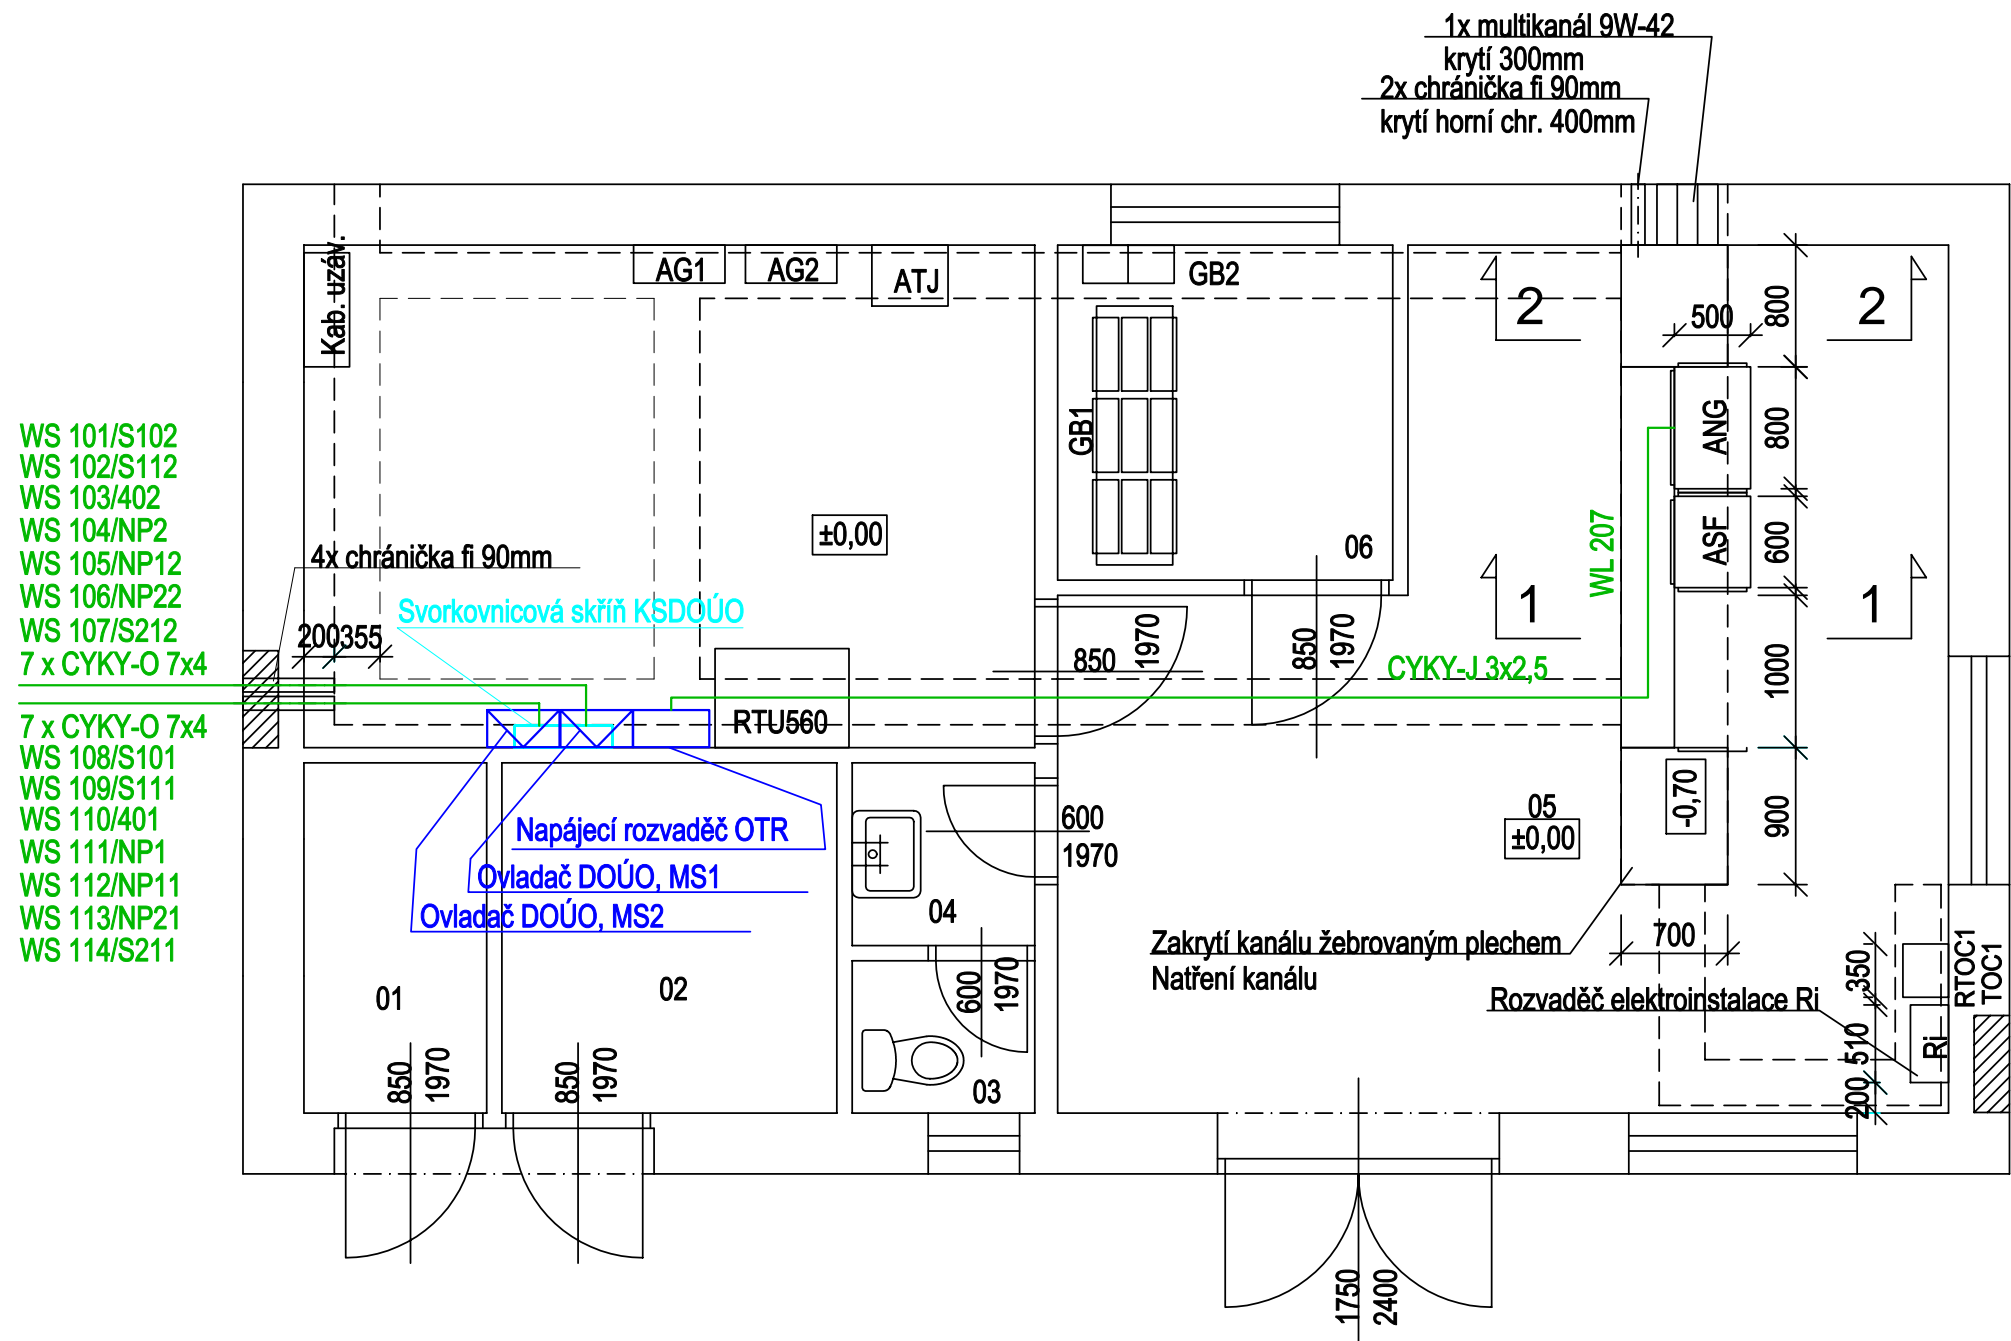 1x multikanál 9W-42
krytí 300mm
2x chránička fi 90mm
krytí horní chr. 400mm
Kab. uzáv.
AG1
AG2
ATJ
GB2
GB1
2
2
500
800
800
600
1000
900
ANG
ASF
WL 207
1
1
WS 101/S102
WS 102/S112
WS 103/402
WS 104/NP2
WS 105/NP12
WS 106/NP22
WS 107/S212
7 x CYKY-O 7x4
7 x CYKY-O 7x4
WS 108/S101
WS 109/S111
WS 110/401
WS 111/NP1
WS 112/NP11
WS 113/NP21
WS 114/S211
4x chránička fi 90mm
Svorkovnicová skříň KSDOÚO
200
355
±0,00
06
850
1970
850
1970
CYKY-J 3x2,5
RTU560
Napájecí rozvaděč OTR
Ovladač DOÚO, MS1
Ovladač DOÚO, MS2
600
1970
05
±0,00
-0,70
04
Zakrytí kanálu žebrovaným plechem
Natření kanálu
700
Rozvaděč elektroinstalace Ri
350
510
200
RTOC1
TOC1
Ri
01
02
600
1970
03
850
1970
850
1970
1750
2400